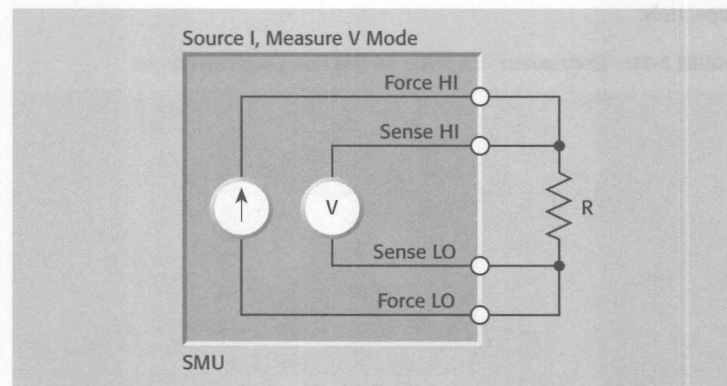 Source I, Measure V Mode
Force HI
Sense HI
V
R
Sense LO
Force LO
SMU